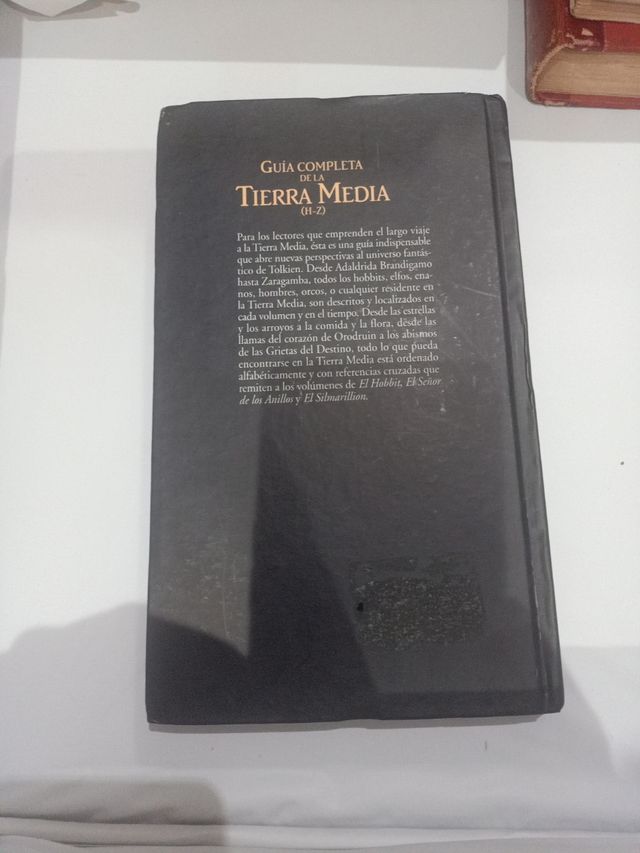 GUÍA COMPLETA
DE LA
TIERRA MEDIA
(H-Z)
Para los lectores que emprenden el largo viaje
a la Tierra Media, ésta es una guía indispensable
que abre nuevas perspectivas al universo fantás-
tico de Tolkien. Desde Adaldrida Brandigamo
hasta Zaragamba, todos los hobbits, elfos, ena-
nos, hombres, orcos, o cualquier residente en
la Tierra Media, son descritos y localizados en
cada volumen y en el tiempo. Desde las estrellas
y los arroyos a la comida y la flora, desde las
llamas del corazón de Orodruin a los abismos
de las Grietas del Destino, todo lo que pueda
encontrarse en la Tierra Media está ordenado
alfabéticamente y con referencias cruzadas que
remiten a los volúmenes de El Hobbit, El Señor
de los Anillos y El Silmarillion.